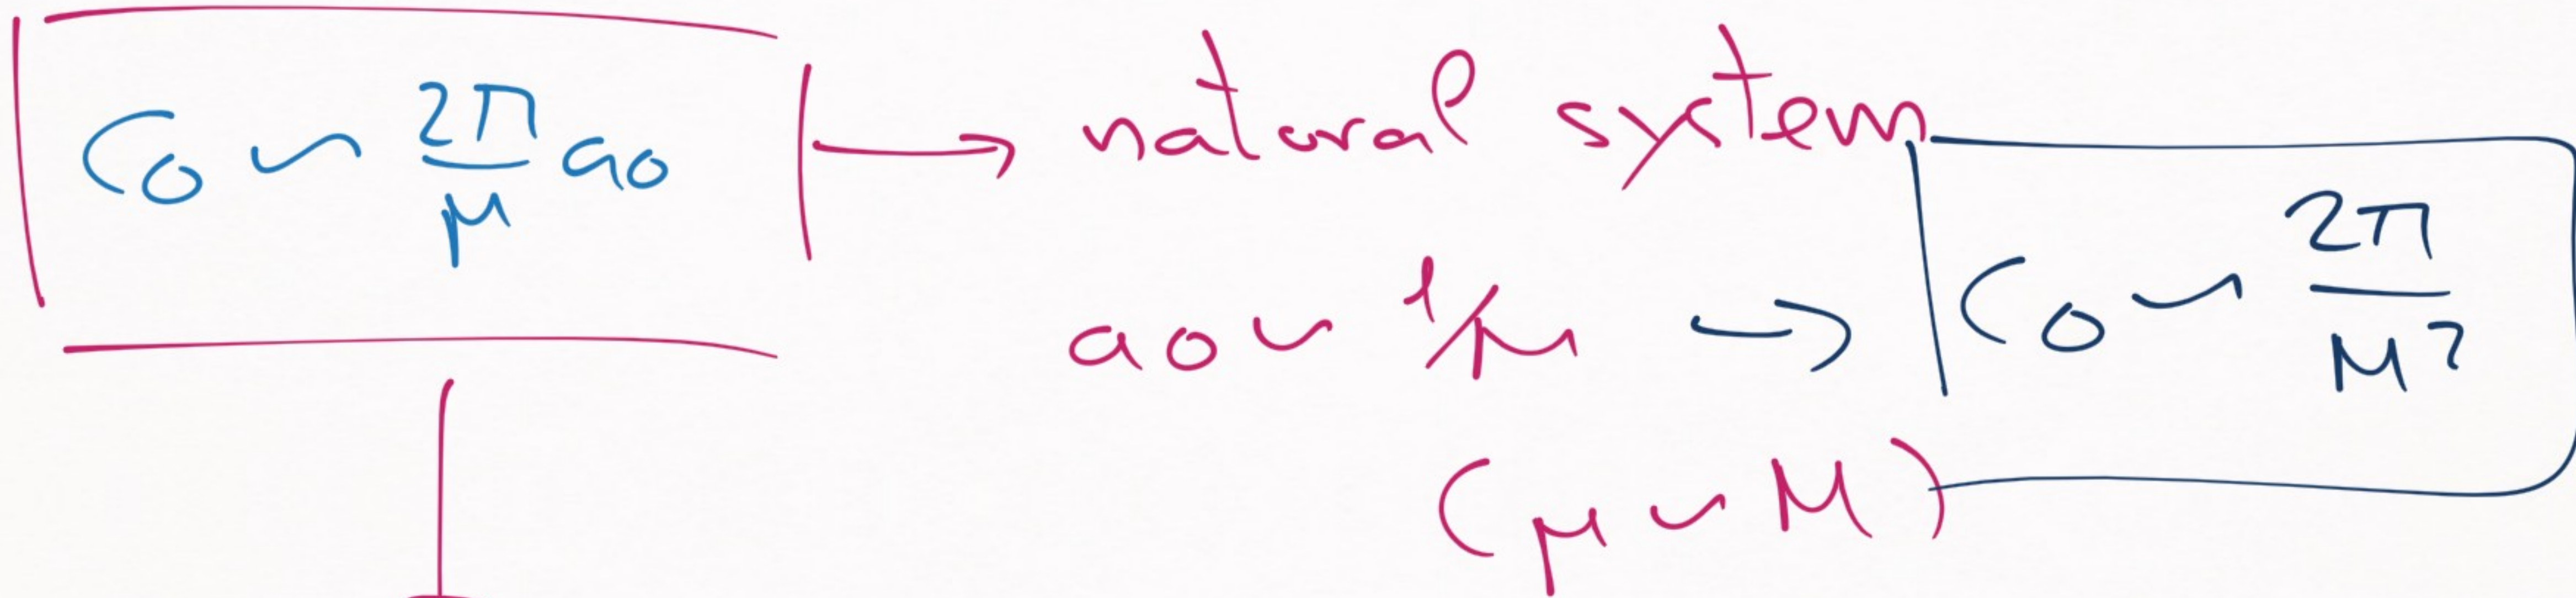 C₀ ~ 2π/μ a₀ → natural system
a₀ ~ 1/μ → C₀ ~ 2π/M²
(μ ~ M)